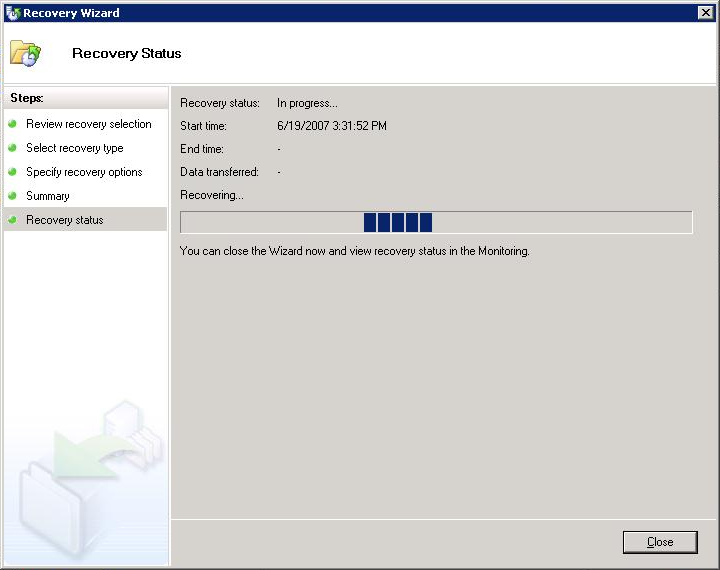 Recovery Wizard
Recovery Status
Steps:
Review recovery selection
Select recovery type
Specify recovery options
Summary
Recovery status
Recovery status: In progress...
Start time: 6/19/2007 3:31:52 PM
End time: -
Data transferred: -
Recovering...
You can close the Wizard now and view recovery status in the Monitoring.
Close